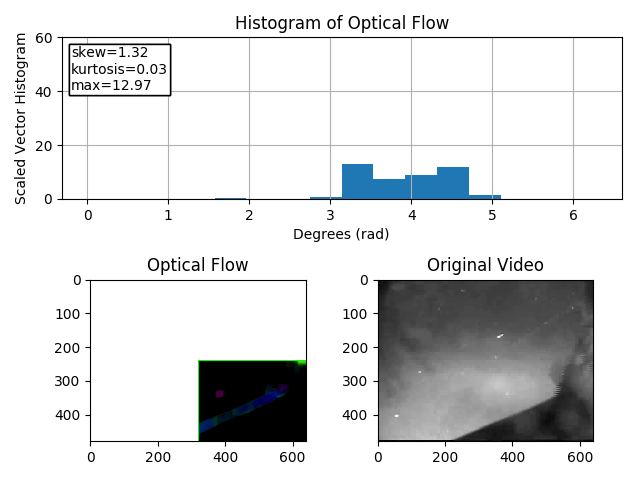 Histogram of Optical Flow
Scaled Vector Histogram
60
40
20
0
skew=1.32
kurtosis=0.03
max=12.97
0 1 2 3 4 5 6
Degrees (rad)
Optical Flow
0
100
200
300
400
0 200 400 600
Original Video
0
100
200
300
400
0 200 400 600